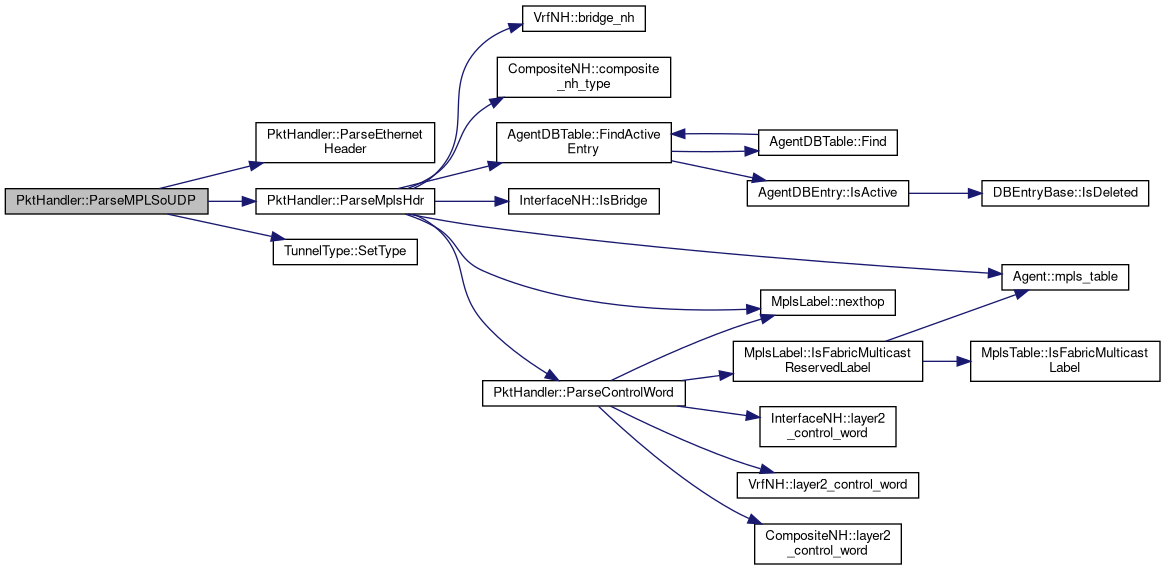 VrfNH::bridge_nh
CompositeNH::composite
_nh_type
PktHandler::ParseEthernet
Header
AgentDBTable::FindActive
Entry
AgentDBTable::Find
PktHandler::ParseMPLSoUDP
PktHandler::ParseMplsHdr
InterfaceNH::IsBridge
AgentDBEntry::IsActive
DBEntryBase::IsDeleted
TunnelType::SetType
Agent::mpls_table
MplsLabel::nexthop
MplsLabel::IsFabricMulticast
ReservedLabel
MplsTable::IsFabricMulticast
Label
PktHandler::ParseControlWord
InterfaceNH::layer2
_control_word
VrfNH::layer2_control_word
CompositeNH::layer2
_control_word